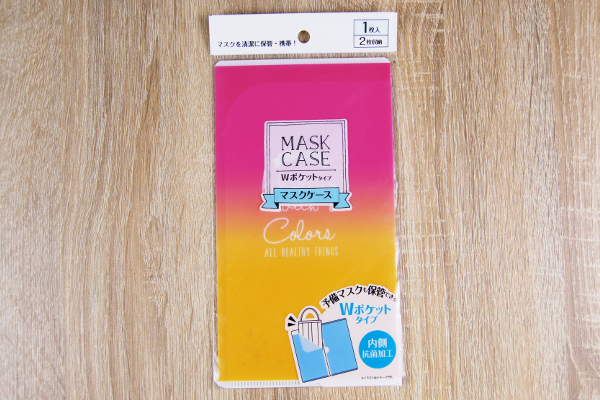 マスクを清潔に保管・携帯!
1枚入
2枚収納
MASK
CASE
Wポケットタイプ
マスクケース
Colors
ALL HEALTHY THINGS
予備マスクも保管できる
Wポケット
タイプ
内側
抗菌加工